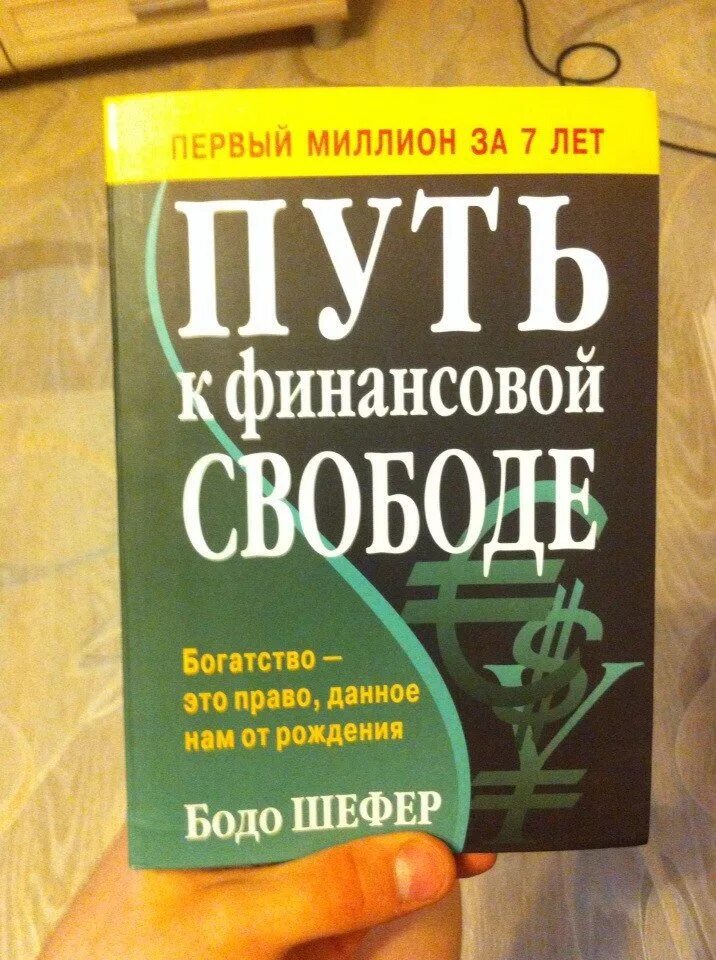 ПЕРВЫЙ МИЛЛИОН ЗА 7 ЛЕТ
ПУТЬ
к финансовой
СВОБОДЕ
Богатство –
это право, данное
нам от рождения
Бодо ШЕФЕР